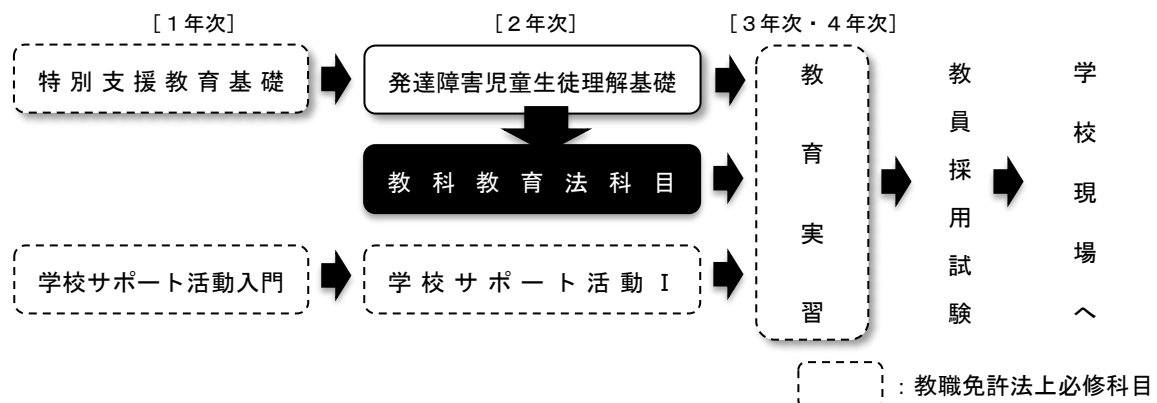 [１年次]
[２年次]
[３年次・４年次]
特別支援教育基礎
発達障害児童生徒理解基礎
教科教育法科目
学校サポート活動入門
学校サポート活動Ⅰ
教育実習
教員採用試験
学校現場へ
：教職免許法上必修科目